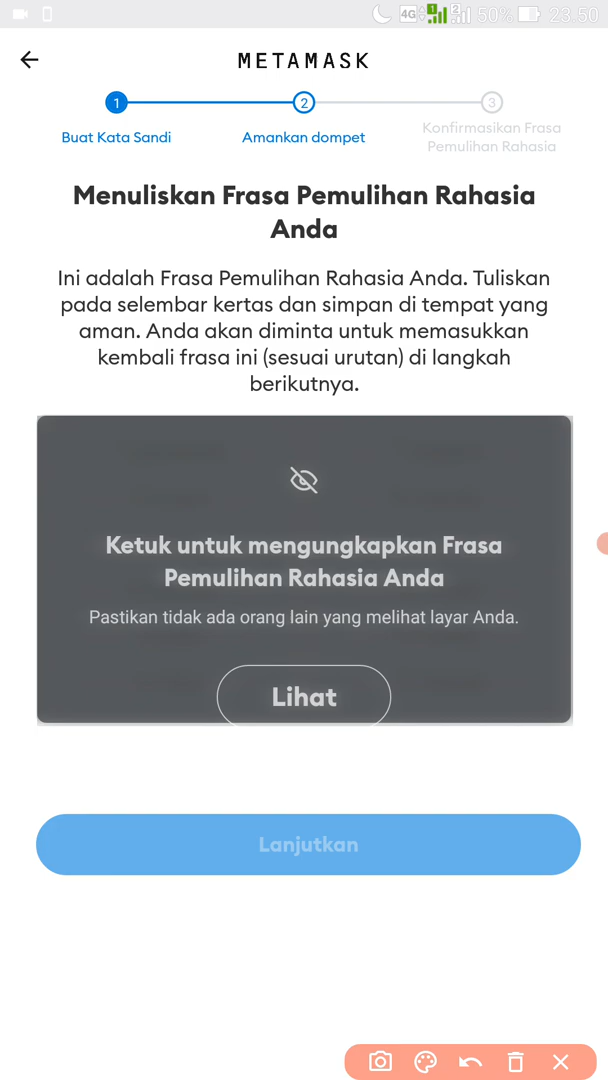 4G 1 2 50% 23.50
METAMASK
1 2 3
Buat Kata Sandi
Amankan dompet
Konfirmasikan Frasa
Pemulihan Rahasia
Menuliskan Frasa Pemulihan Rahasia
Anda
Ini adalah Frasa Pemulihan Rahasia Anda. Tuliskan
pada selembar kertas dan simpan di tempat yang
aman. Anda akan diminta untuk memasukkan
kembali frasa ini (sesuai urutan) di langkah
berikutnya.
Ketuk untuk mengungkapkan Frasa
Pemulihan Rahasia Anda
Pastikan tidak ada orang lain yang melihat layar Anda.
Lihat
Lanjutkan